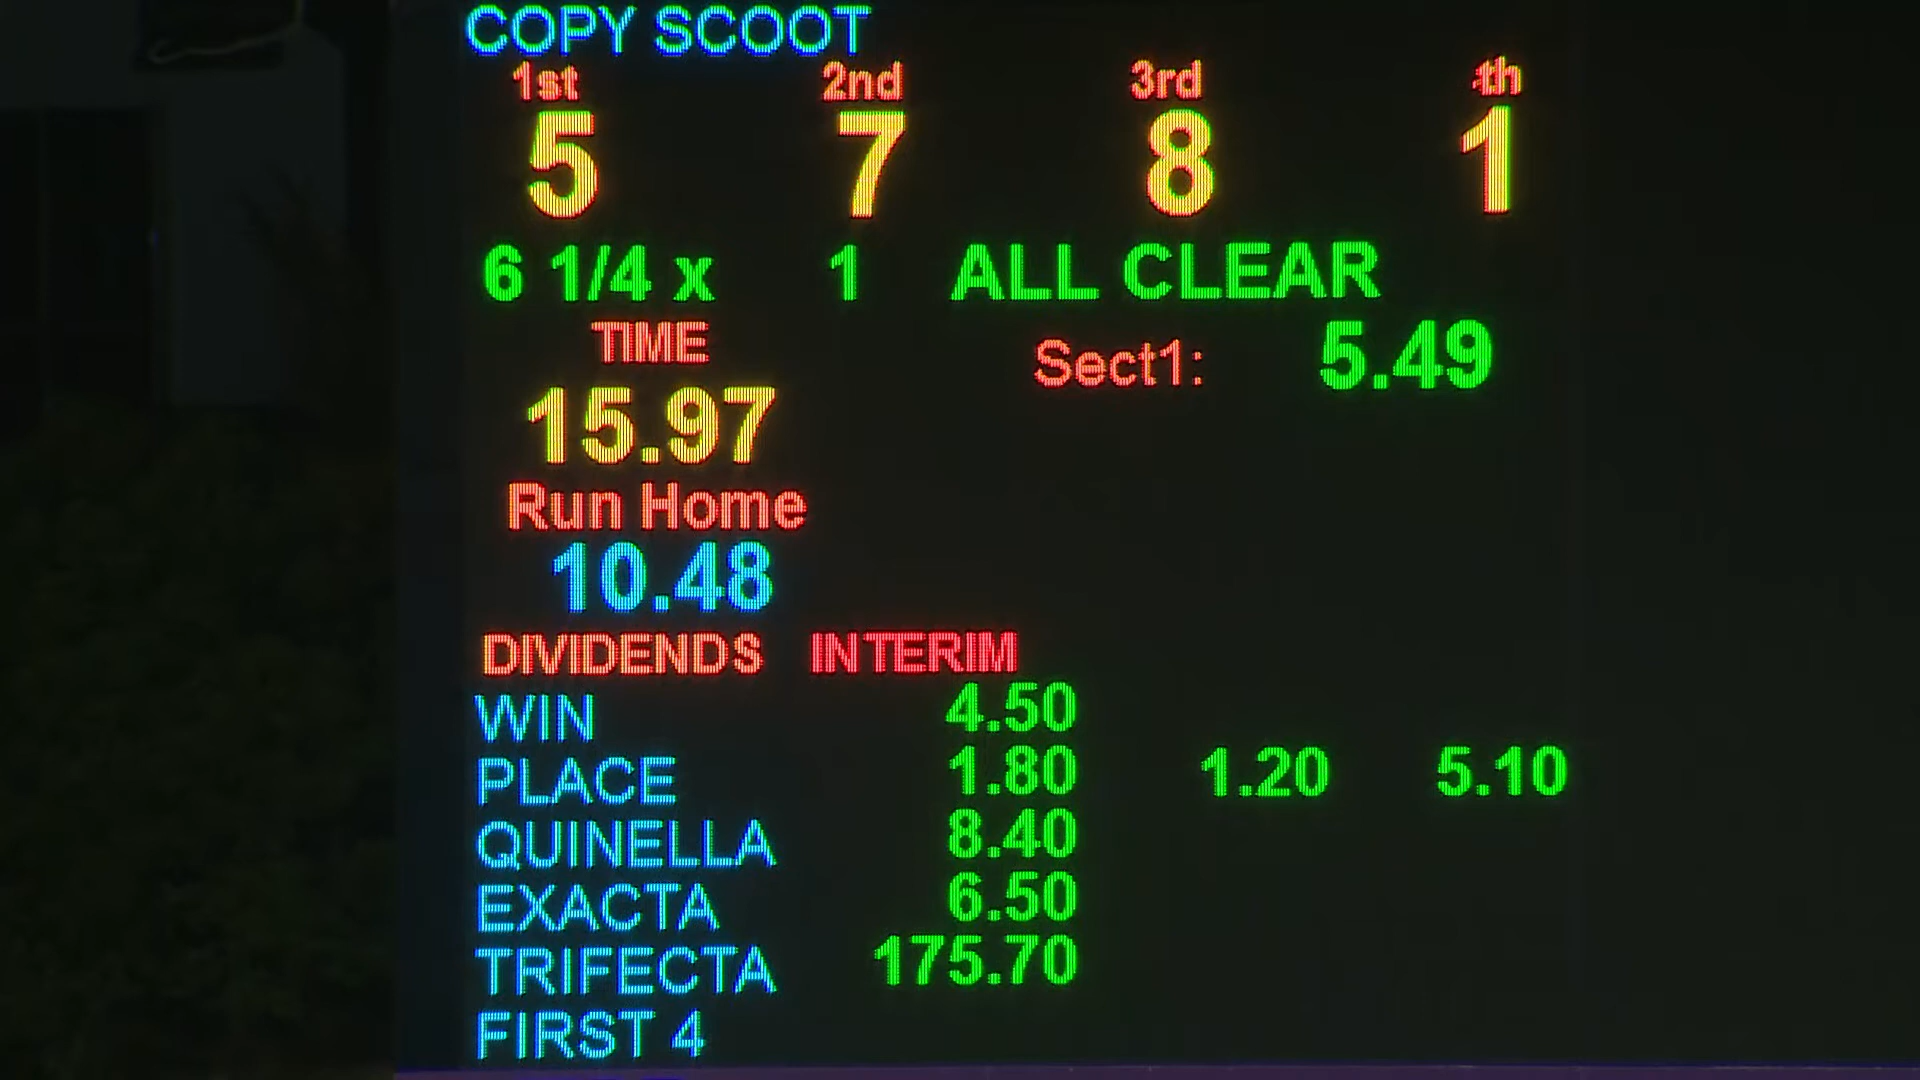 COPY SCOOT
1st 2nd 3rd th
5 7 8 1
6 1/4 x 1 ALL CLEAR
TIME Sect1: 5.49
15.97
Run Home
10.48
DIVIDENDS INTERIM
WIN 4.50
PLACE 1.80 1.20 5.10
QUINELLA 8.40
EXACTA 6.50
TRIFECTA 175.70
FIRST 4